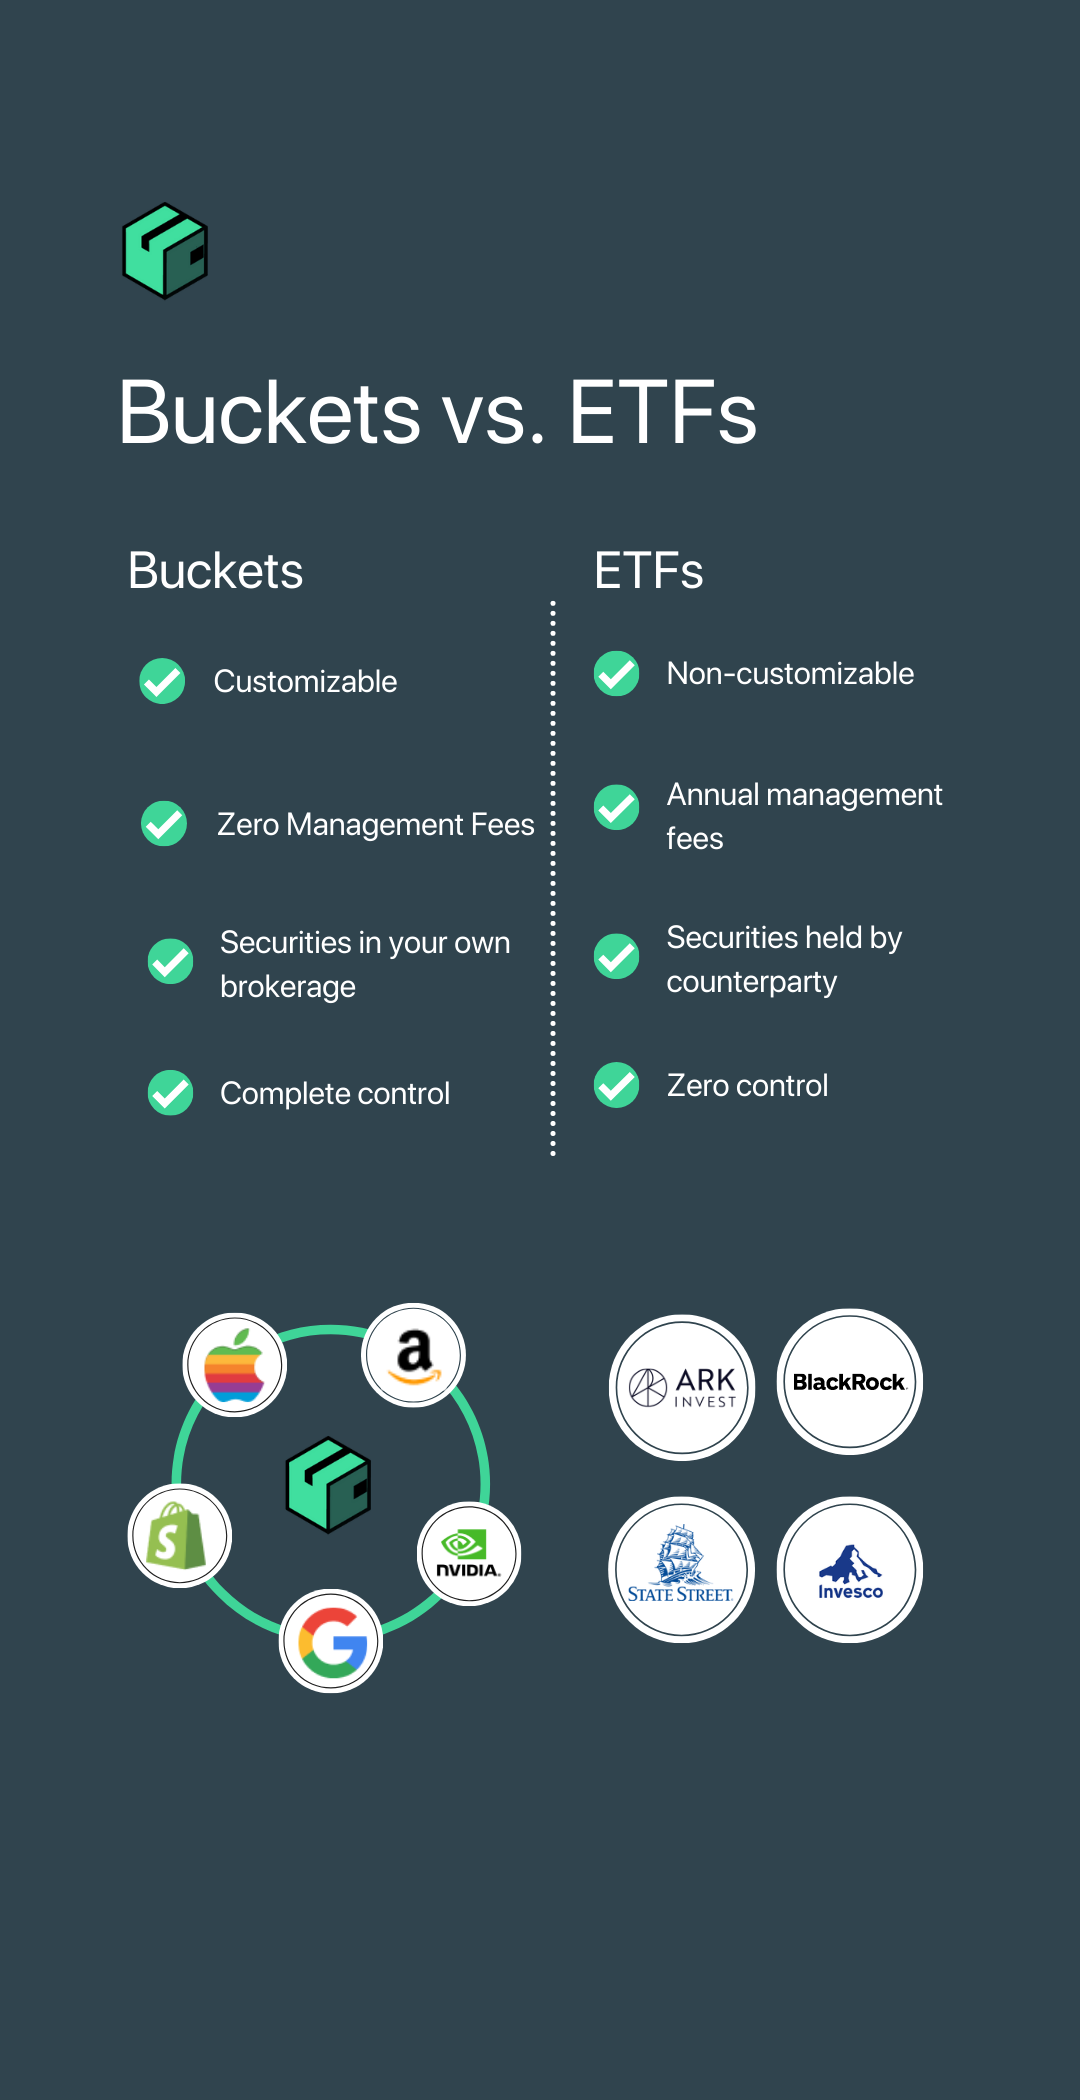 Buckets vs. ETFs
Buckets
Customizable
Zero Management Fees
Securities in your own
brokerage
Complete control
ETFs
Non-customizable
Annual management
fees
Securities held by
counterparty
Zero control
a
S
NVIDIA.
G
ARK
INVEST
BlackRock.
STATE STREET.
Invesco